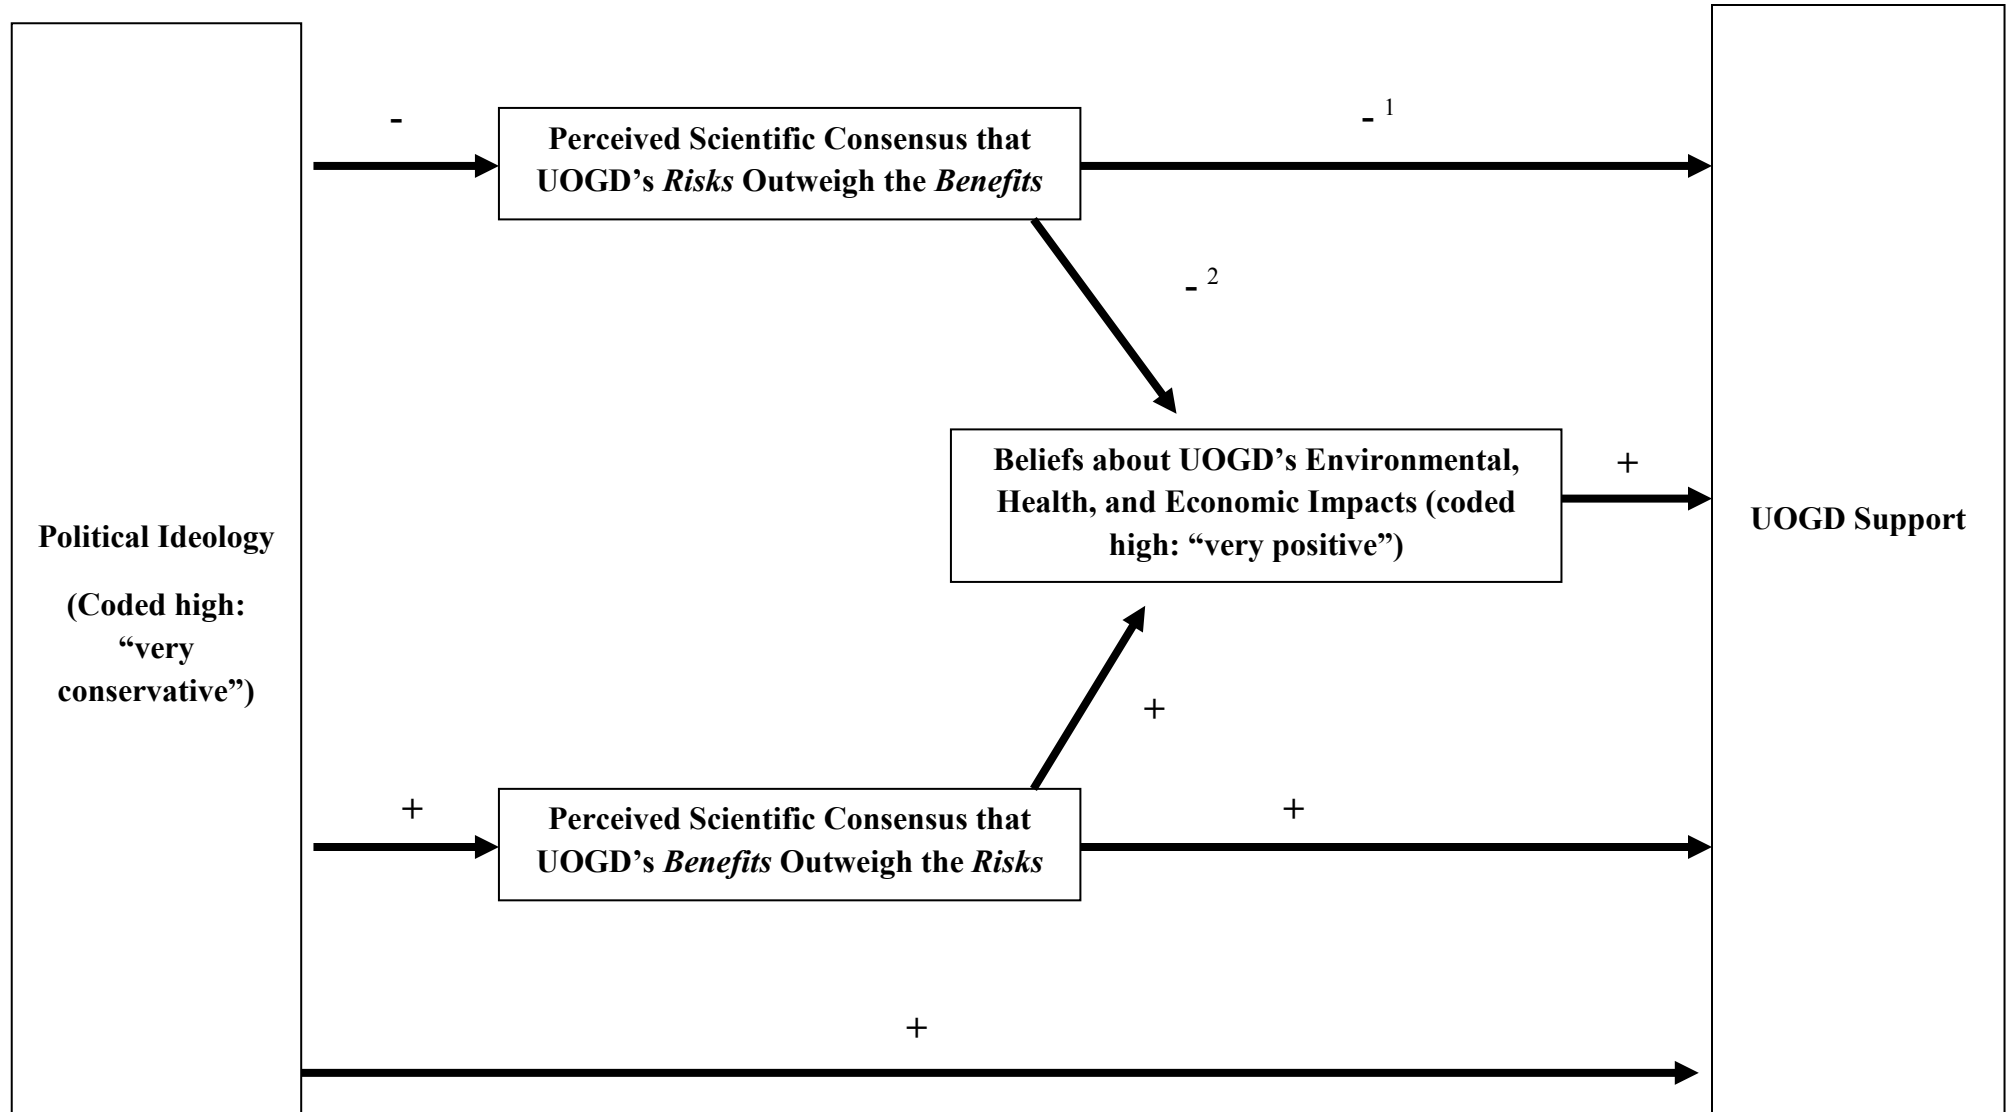 -
- 1
Perceived Scientific Consensus that
UOGD’s Risks Outweigh the Benefits
- 2
Beliefs about UOGD’s Environmental,
Health, and Economic Impacts (coded
high: “very positive”)
+
UOGD Support
Political Ideology
(Coded high:
“very
conservative”)
+
+
+
Perceived Scientific Consensus that
UOGD’s Benefits Outweigh the Risks
+